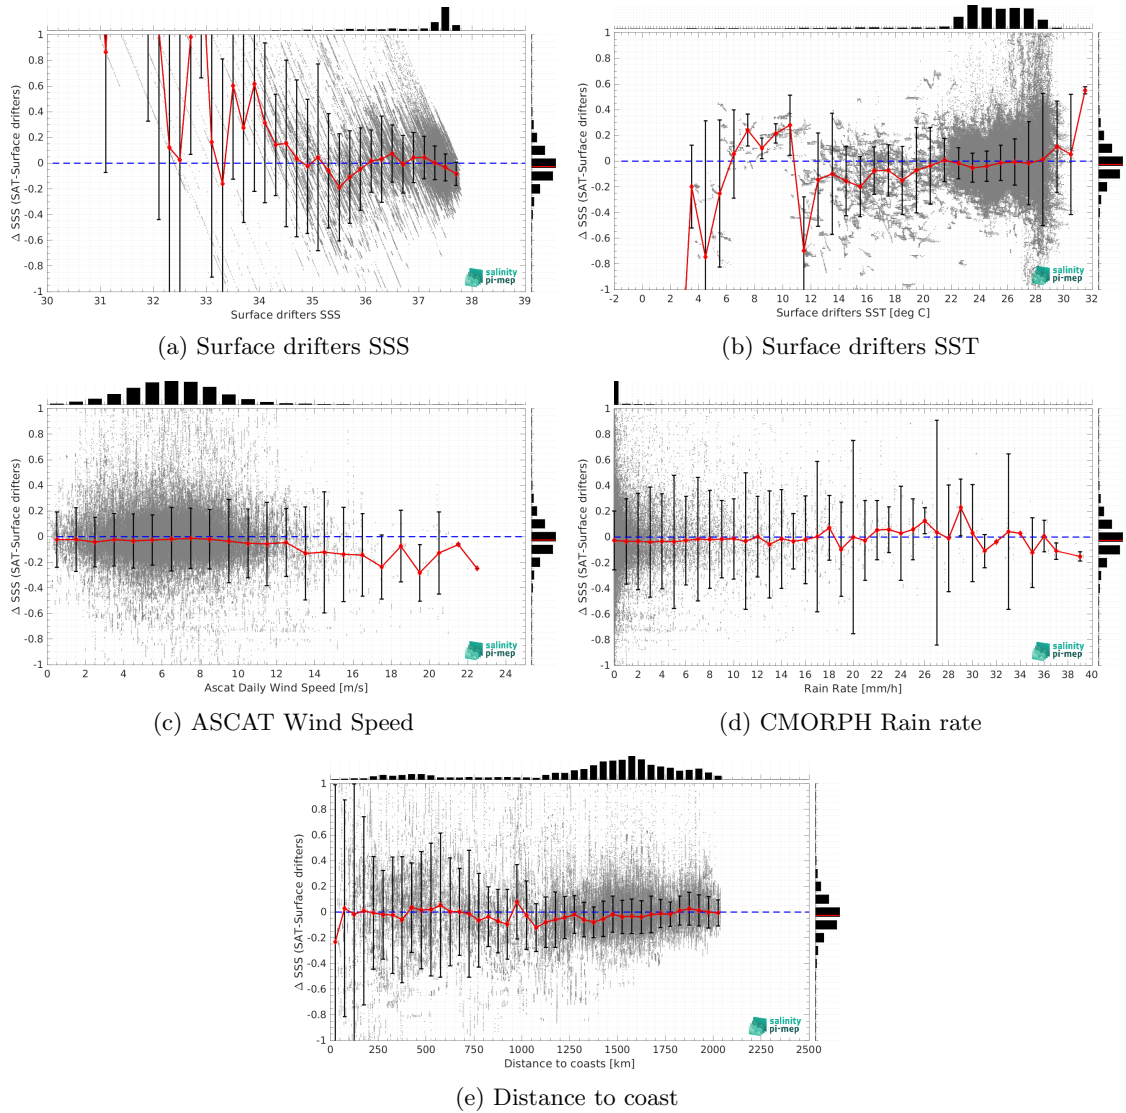 Δ SSS (SAT-Surface drifters)
1
0.8
0.6
0.4
0.2
0
-0.2
-0.4
-0.6
-0.8
-1
30 31 32 33 34 35 36 37 38 39
Surface drifters SSS
salinity
pi-mep
(a) Surface drifters SSS
Δ SSS (SAT-Surface drifters)
1
0.8
0.6
0.4
0.2
0
-0.2
-0.4
-0.6
-0.8
-1
-2 0 2 4 6 8 10 12 14 16 18 20 22 24 26 28 30 32
Surface drifters SST [deg C]
salinity
pi-mep
(b) Surface drifters SST
Δ SSS (SAT-Surface drifters)
1
0.8
0.6
0.4
0.2
0
-0.2
-0.4
-0.6
-0.8
-1
0 2 4 6 8 10 12 14 16 18 20 22 24
Ascat Daily Wind Speed [m/s]
salinity
pi-mep
(c) ASCAT Wind Speed
Δ SSS (SAT-Surface drifters)
1
0.8
0.6
0.4
0.2
0
-0.2
-0.4
-0.6
-0.8
-1
0 2 4 6 8 10 12 14 16 18 20 22 24 26 28 30 32 34 36 38 40
Rain Rate [mm/h]
salinity
pi-mep
(d) CMORPH Rain rate
Δ SSS (SAT-Surface drifters)
1
0.8
0.6
0.4
0.2
0
-0.2
-0.4
-0.6
-0.8
-1
0 250 500 750 1000 1250 1500 1750 2000 2250 2500
Distance to coasts [km]
salinity
pi-mep
(e) Distance to coast